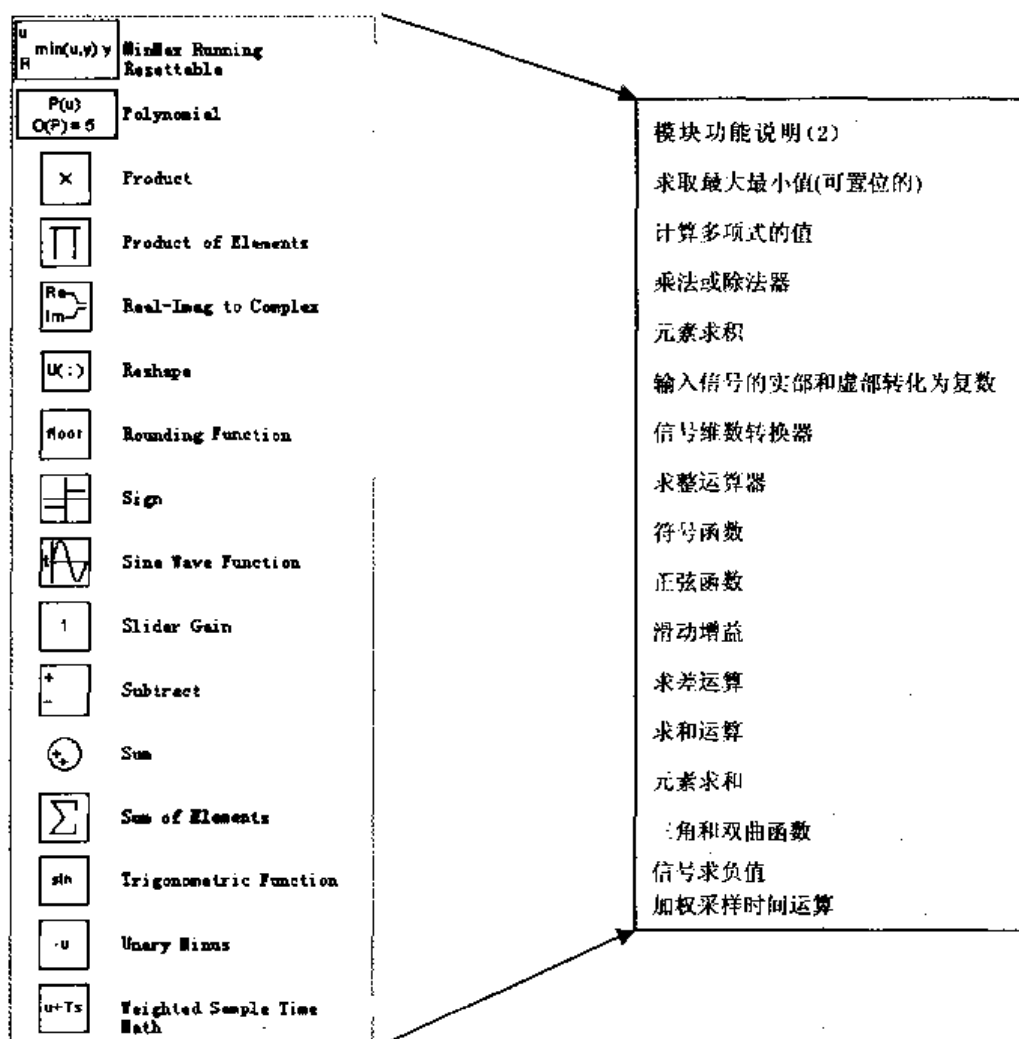 u
R min(u,y) y
MinMax Running
Resettable
P(u)
O(P) = 5
Polynomial
×
Product
∏
Product of Elements
Re
Im
Real-Imag to Complex
U( : )
Reshape
floor
Rounding Function
Sign
t
Sine Wave Function
1
Slider Gain
+
−
Subtract
+
+
Sum
∑
Sum of Elements
sin
Trigonometric Function
-u
Unary Minus
u+Ts
Weighted Sample Time
Math
模块功能说明(2)
求取最大最小值(可置位的)
计算多项式的值
乘法或除法器
元素求积
输入信号的实部和虚部转化为复数
信号维数转换器
求整运算器
符号函数
正弦函数
滑动增益
求差运算
求和运算
元素求和
三角和双曲函数
信号求负值
加权采样时间运算